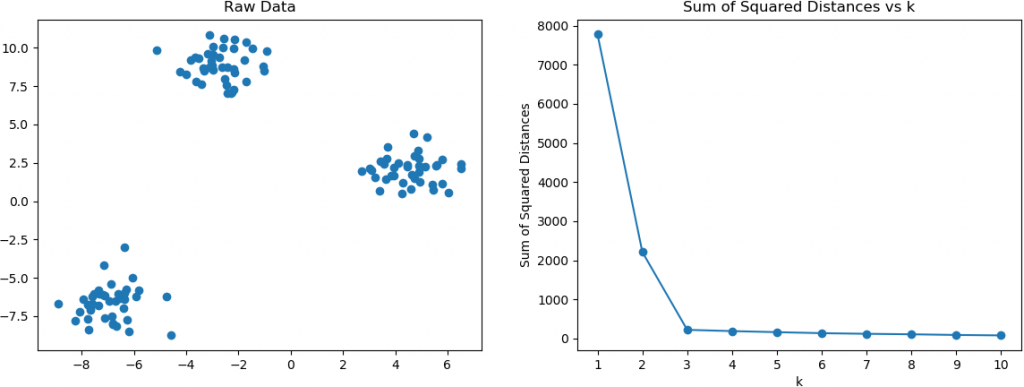 Raw Data
10.0
7.5
5.0
2.5
0.0
−2.5
−5.0
−7.5
−8 −6 −4 −2 0 2 4 6
Sum of Squared Distances vs k
Sum of Squared Distances
8000
7000
6000
5000
4000
3000
2000
1000
0
1 2 3 4 5 6 7 8 9 10
k